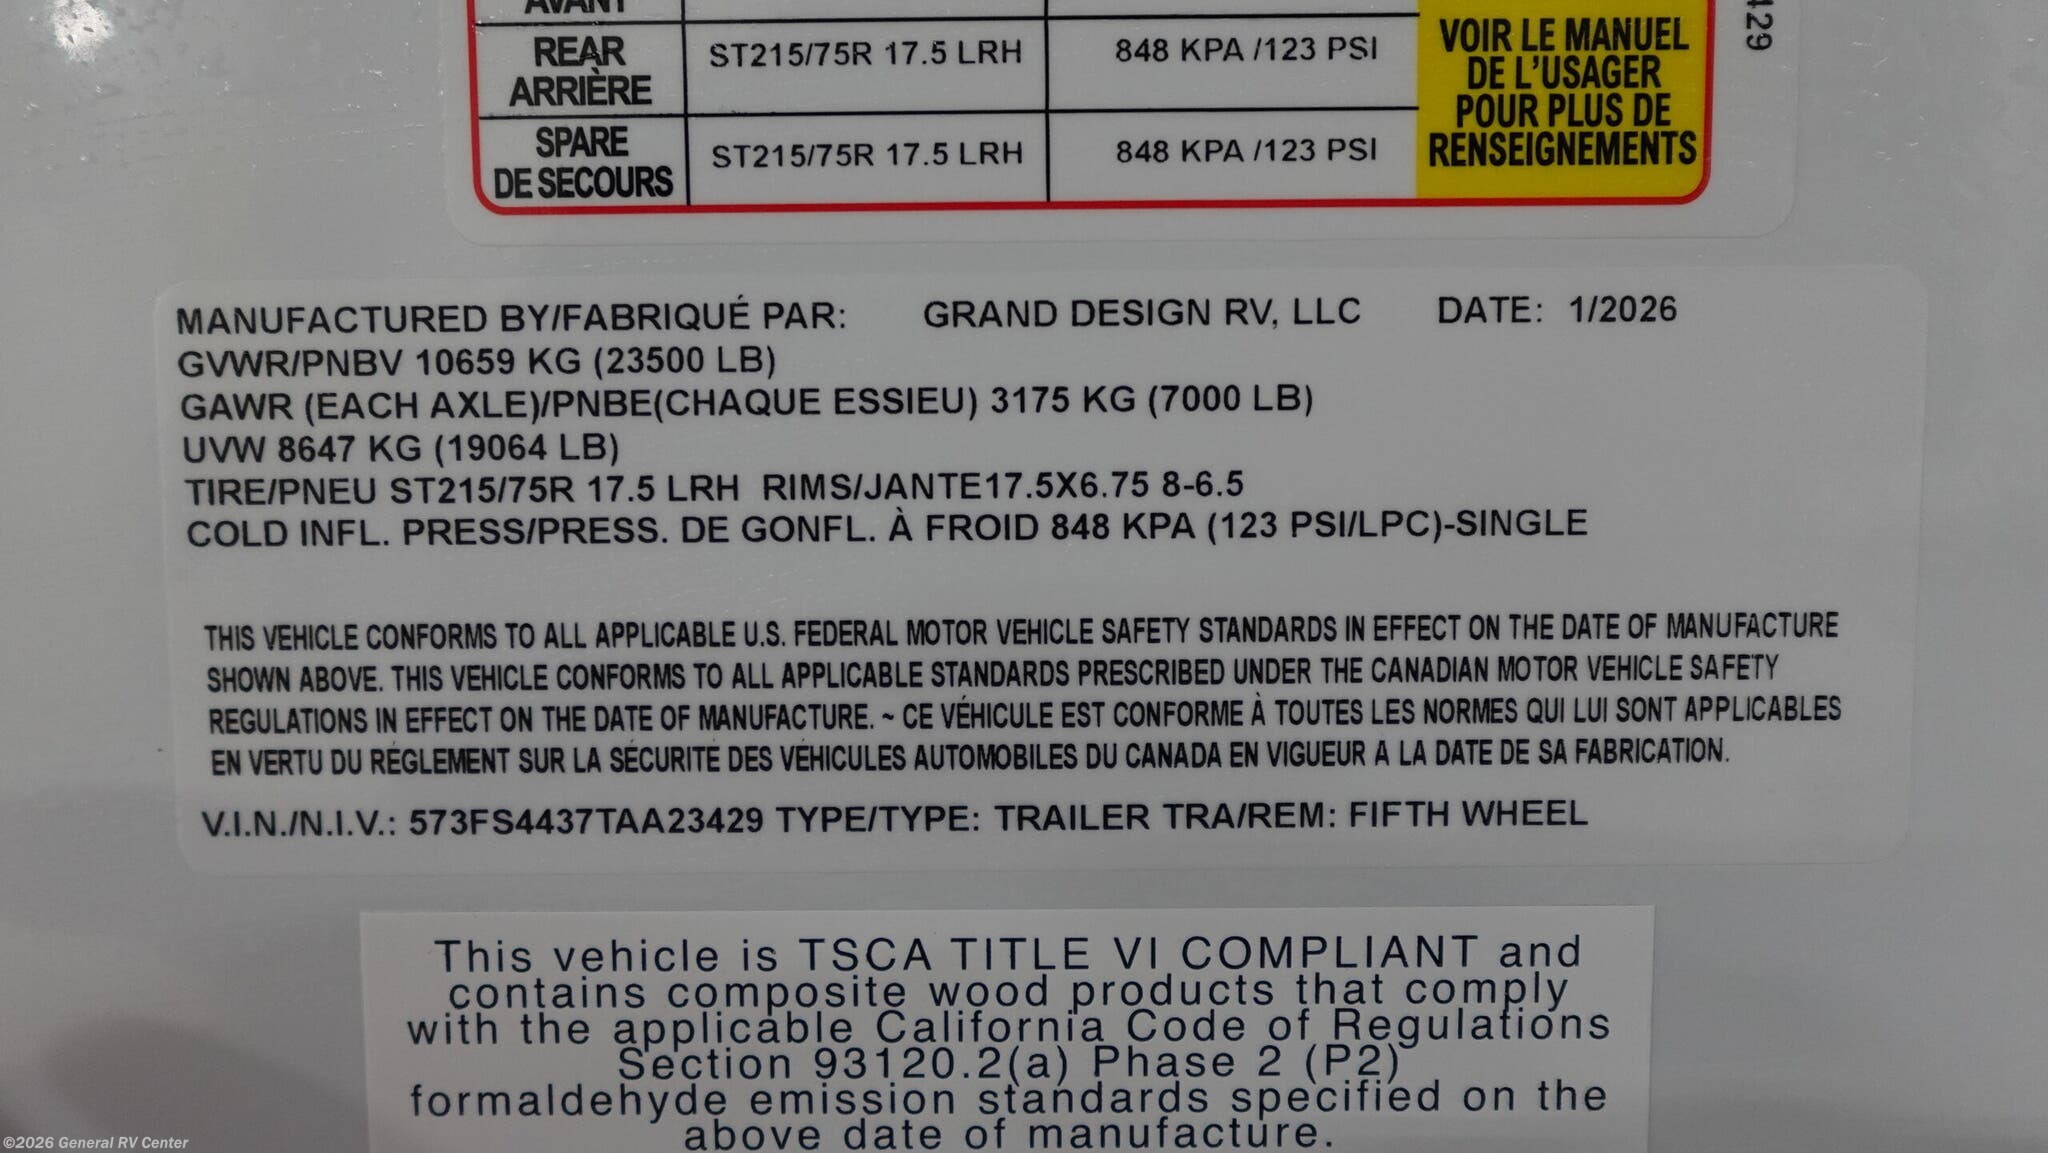 AVANT
REAR
ARRIÈRE
ST215/75R 17.5 LRH
848 KPA /123 PSI
SPARE
DE SECOURS
ST215/75R 17.5 LRH
848 KPA /123 PSI
VOIR LE MANUEL
DE L'USAGER
POUR PLUS DE
RENSEIGNEMENTS
429
MANUFACTURED BY/FABRIQUÉ PAR: GRAND DESIGN RV, LLC DATE: 1/2026
GVWR/PNBV 10659 KG (23500 LB)
GAWR (EACH AXLE)/PNBE(CHAQUE ESSIEU) 3175 KG (7000 LB)
UVW 8647 KG (19064 LB)
TIRE/PNEU ST215/75R 17.5 LRH RIMS/JANTE17.5X6.75 8-6.5
COLD INFL. PRESS/PRESS. DE GONFL. À FROID 848 KPA (123 PSI/LPC)-SINGLE
THIS VEHICLE CONFORMS TO ALL APPLICABLE U.S. FEDERAL MOTOR VEHICLE SAFETY STANDARDS IN EFFECT ON THE DATE OF MANUFACTURE
SHOWN ABOVE. THIS VEHICLE CONFORMS TO ALL APPLICABLE STANDARDS PRESCRIBED UNDER THE CANADIAN MOTOR VEHICLE SAFETY
REGULATIONS IN EFFECT ON THE DATE OF MANUFACTURE. ~ CE VÉHICULE EST CONFORME À TOUTES LES NORMES QUI LUI SONT APPLICABLES
EN VERTU DU RÉGLEMENT SUR LA SÉCURITÉ DES VÉHICULES AUTOMOBILES DU CANADA EN VIGUEUR A LA DATE DE SA FABRICATION.
V.I.N./N.I.V.: 573FS4437TAA23429 TYPE/TYPE: TRAILER TRA/REM: FIFTH WHEEL
This vehicle is TSCA TITLE VI COMPLIANT and
contains composite wood products that comply
with the applicable California Code of Regulations
Section 93120.2(a) Phase 2 (P2)
formaldehyde emission standards specified on the
above date of manufacture.
©2026 General RV Center